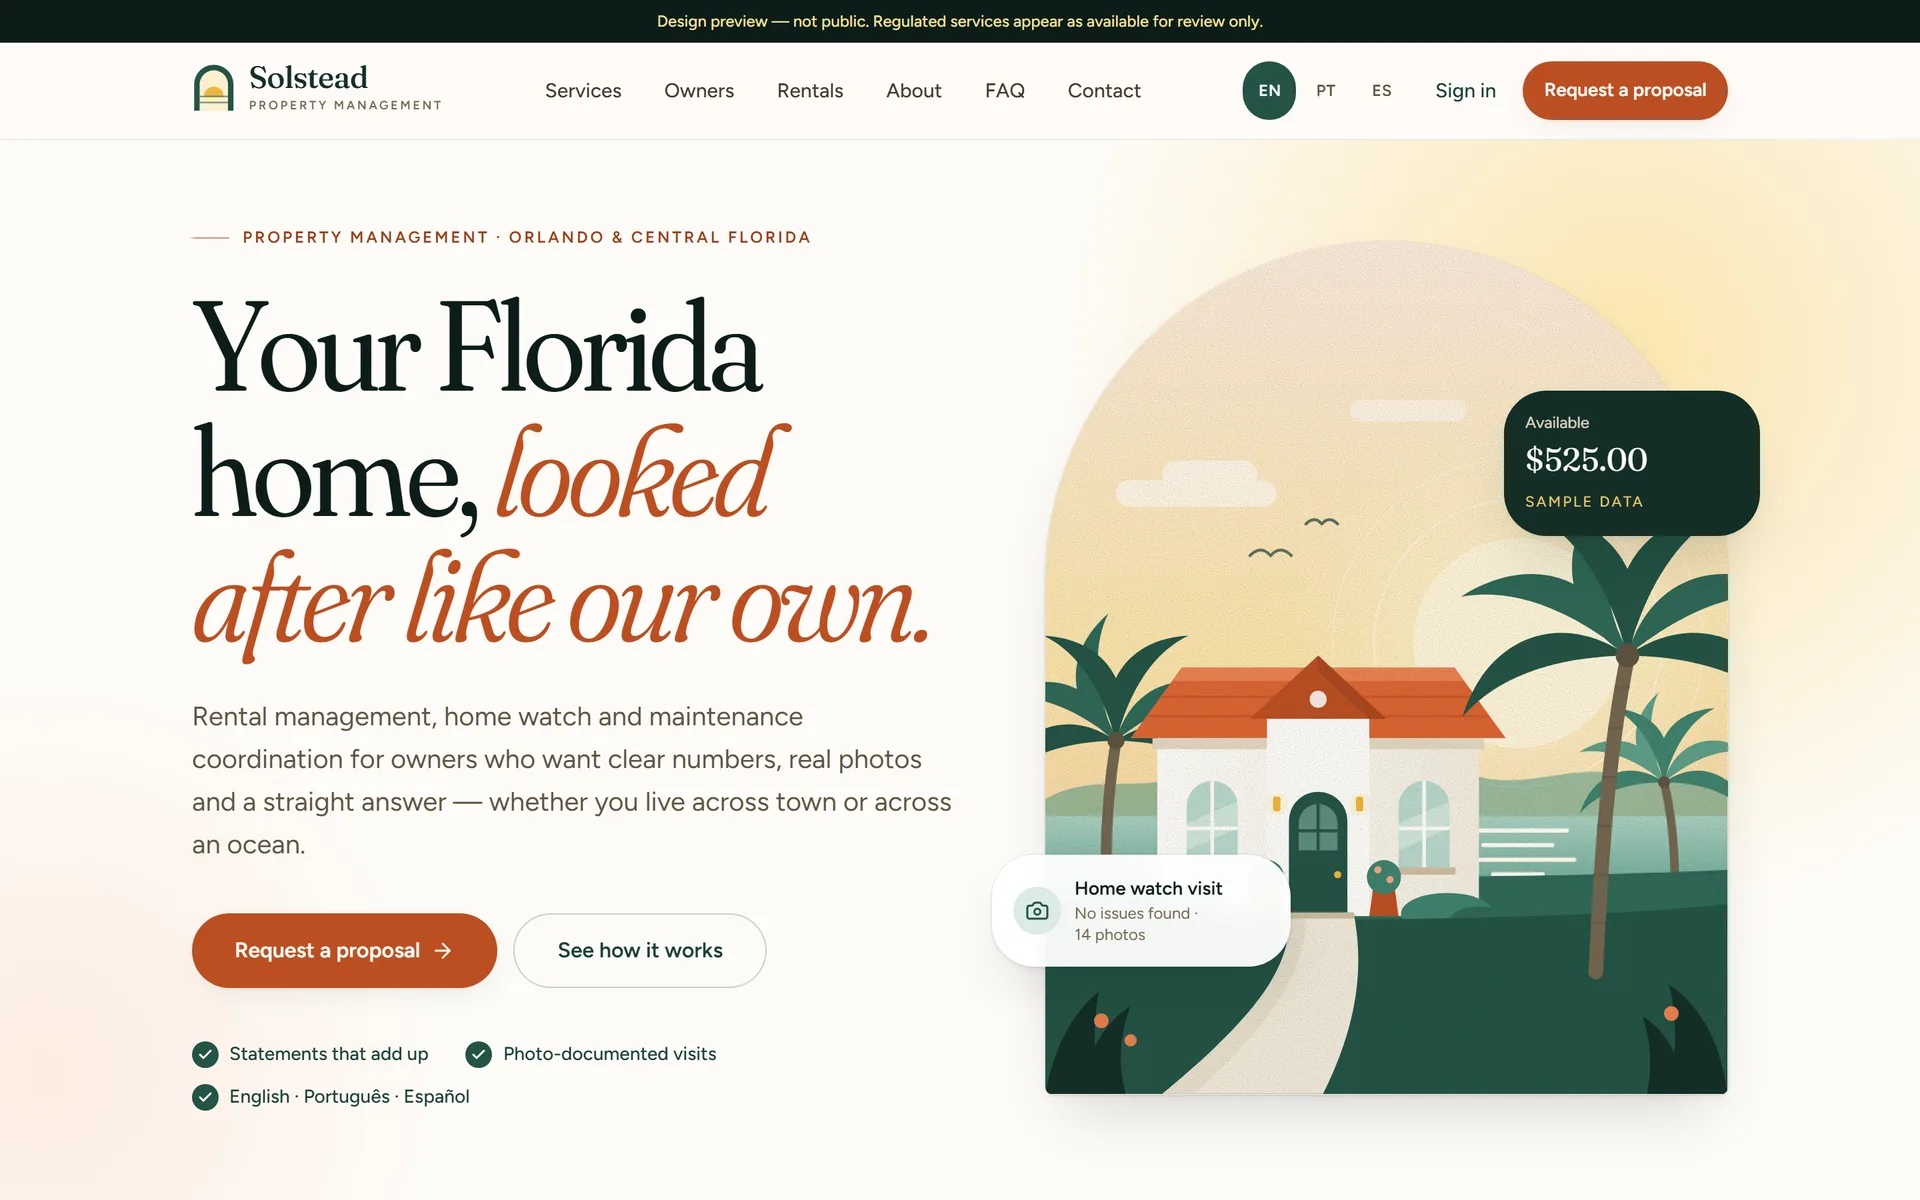 Design preview — not public. Regulated services appear as available for review only.
Solstead
PROPERTY MANAGEMENT
Services
Owners
Rentals
About
FAQ
Contact
EN
PT
ES
Sign in
Request a proposal
PROPERTY MANAGEMENT · ORLANDO & CENTRAL FLORIDA
Your Florida
home, looked
after like our own.
Rental management, home watch and maintenance
coordination for owners who want clear numbers, real photos
and a straight answer — whether you live across town or across
an ocean.
Request a proposal
See how it works
Statements that add up
Photo-documented visits
English · Português · Español
Available
$525.00
SAMPLE DATA
Home watch visit
No issues found ·
14 photos